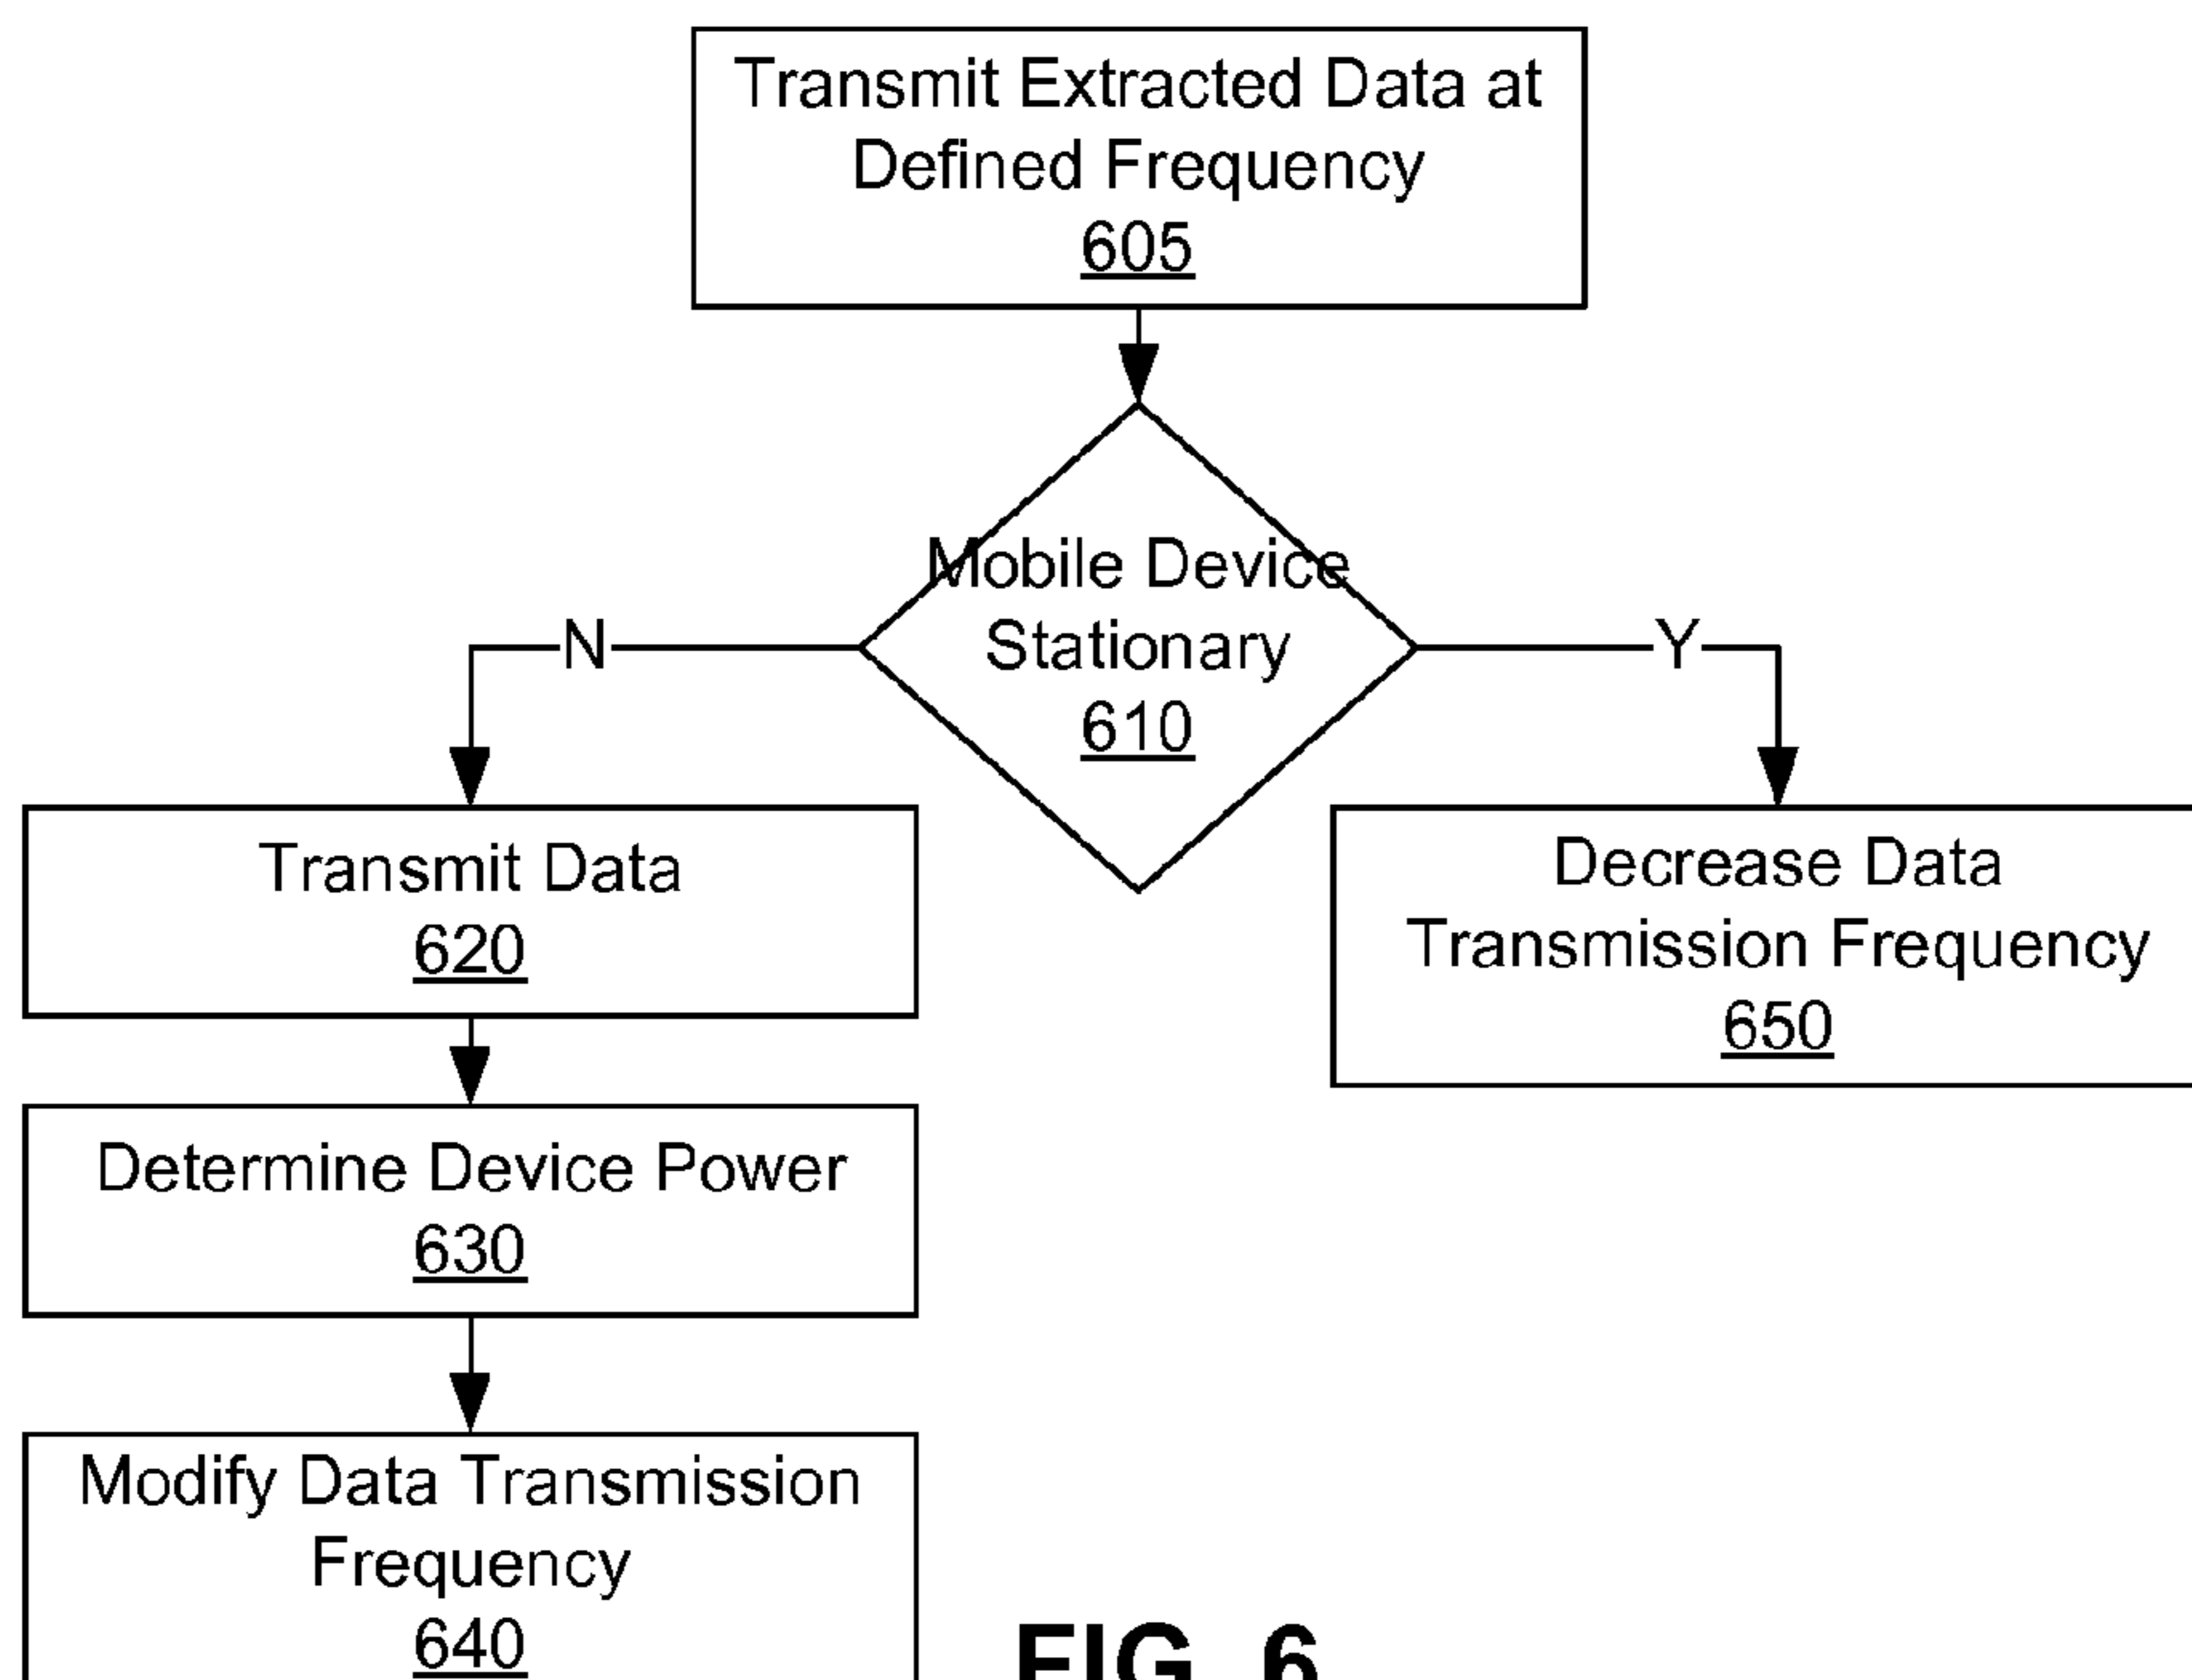 Transmit Extracted Data at
Defined Frequency
605
Mobile Device
Stationary
610
N
Y
Transmit Data
620
Decrease Data
Transmission Frequency
650
Determine Device Power
630
Modify Data Transmission
Frequency
640
FIG. 6